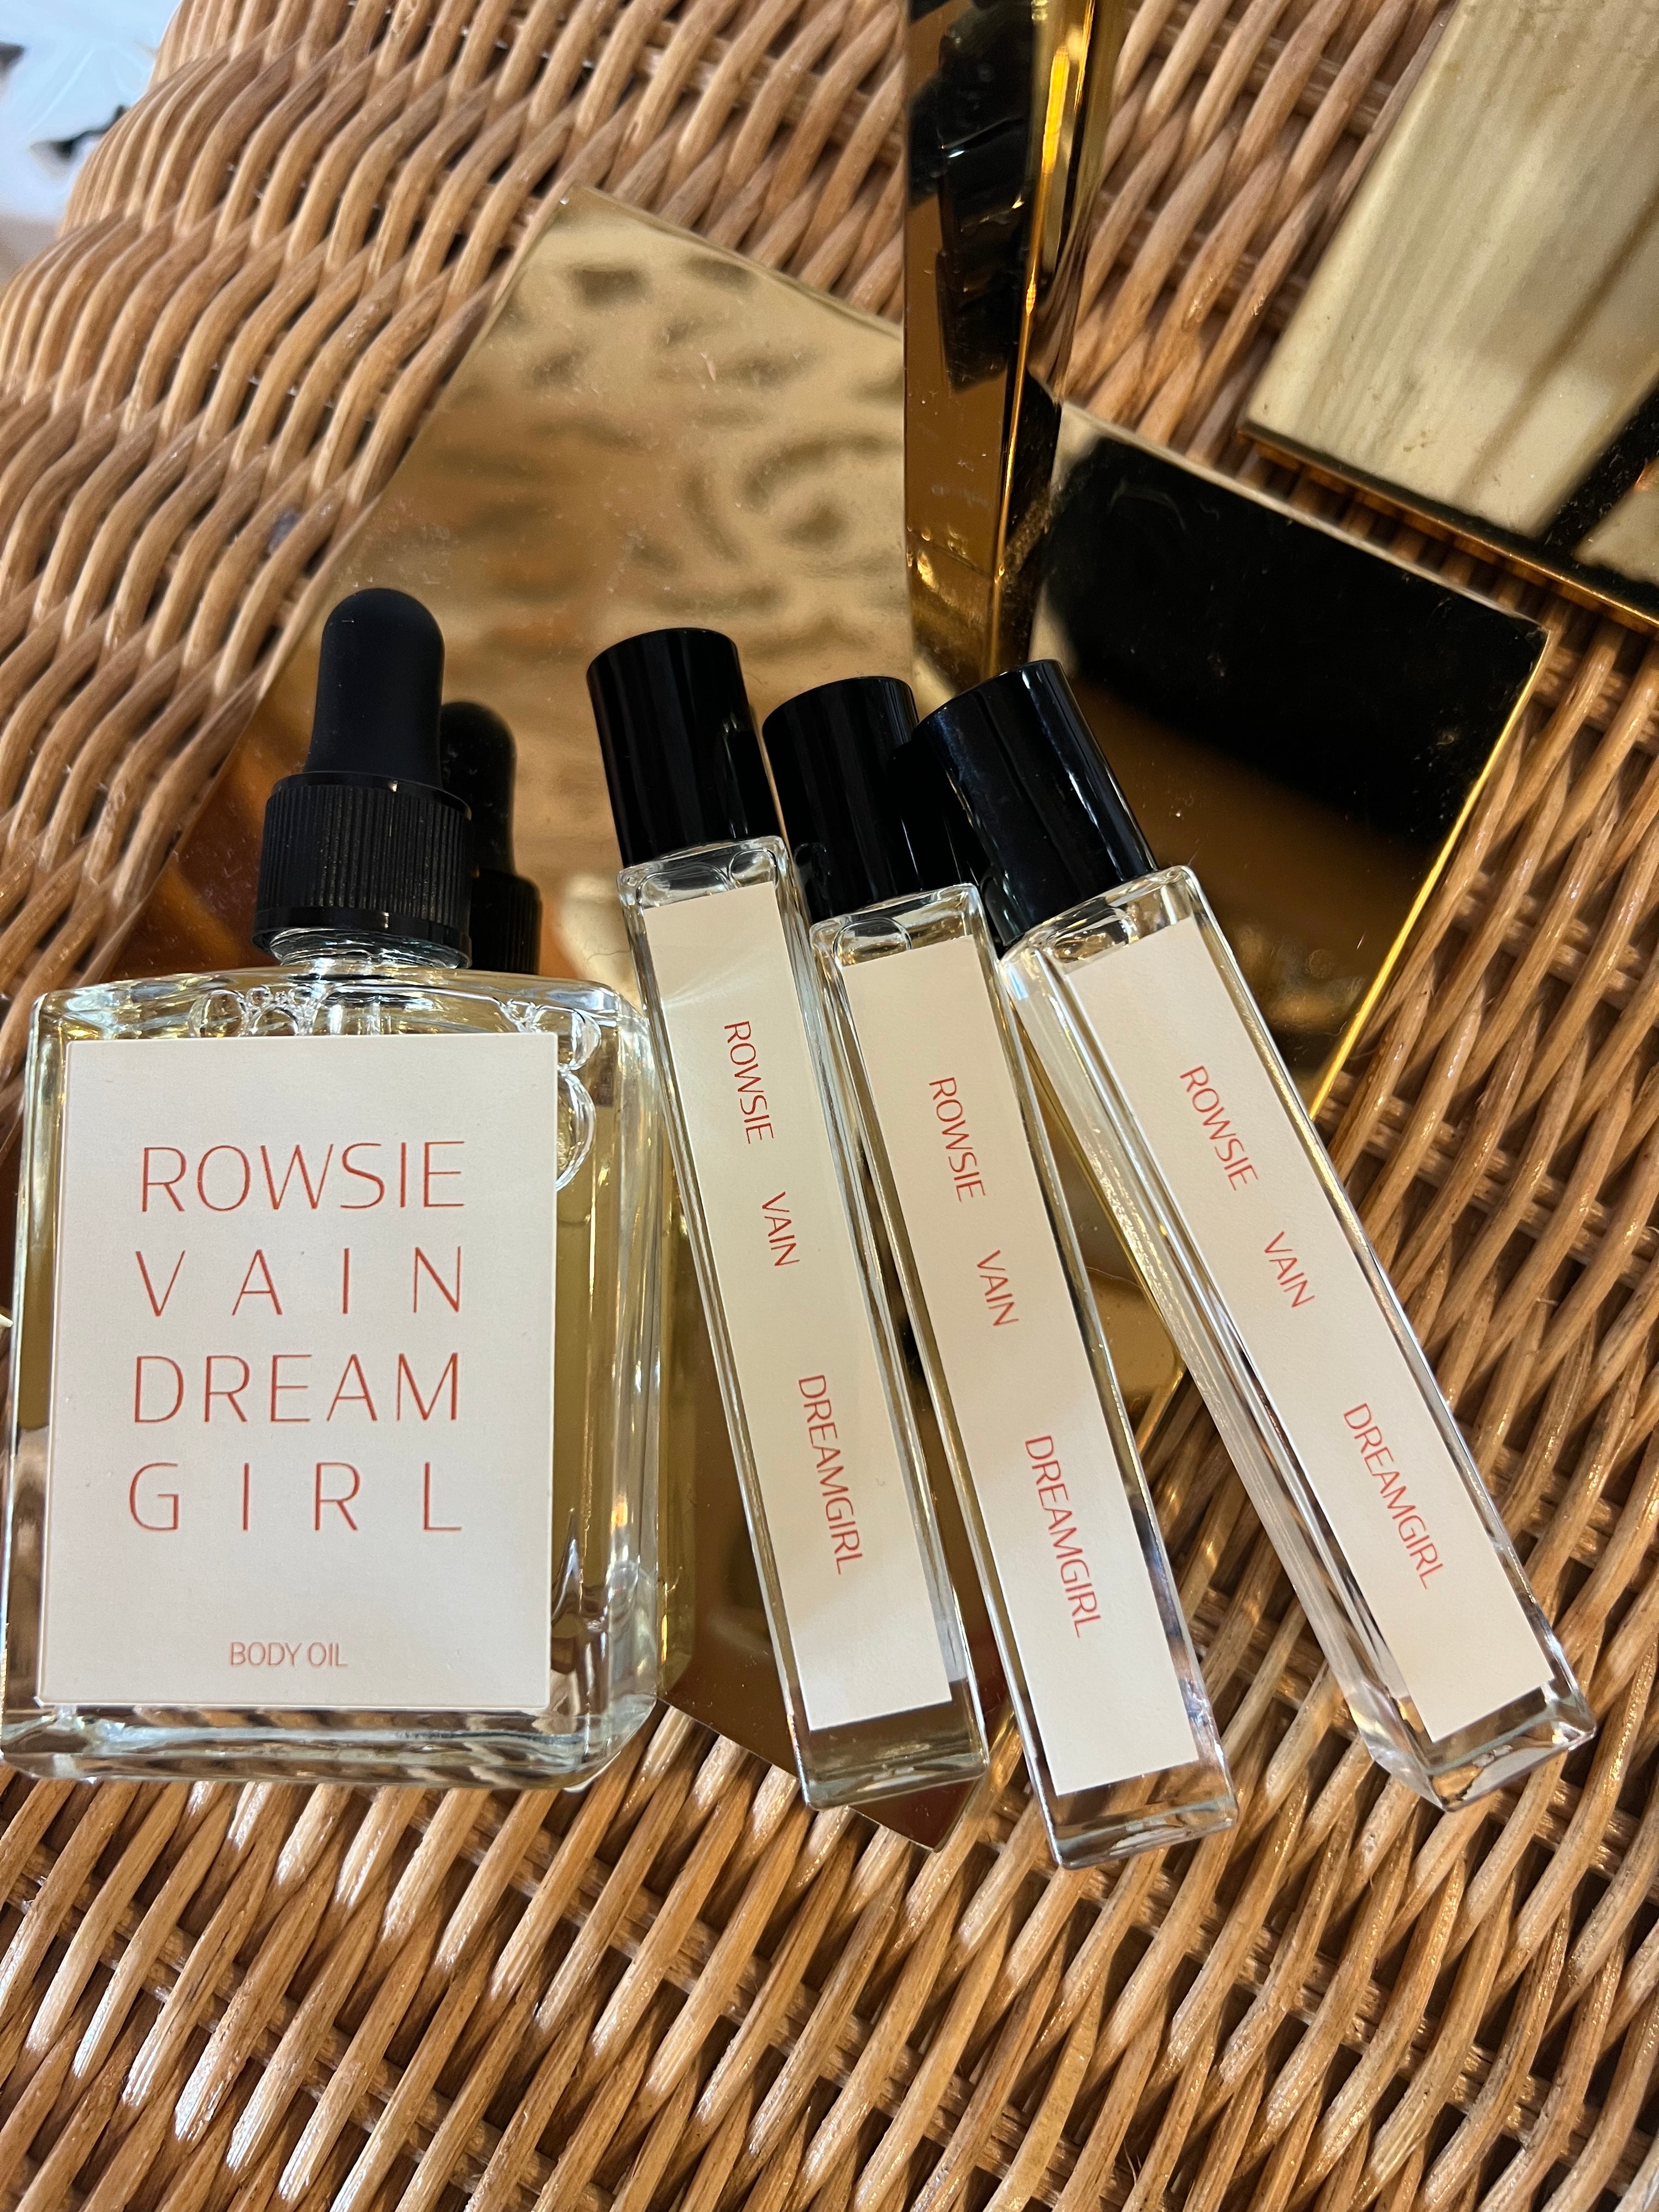 ROWSIE
VAIN
DREAM
GIRL
BODY OIL
ROWSIE VAIN DREAMGIRL
ROWSIE VAIN DREAMGIRL
ROWSIE VAIN DREAMGIRL